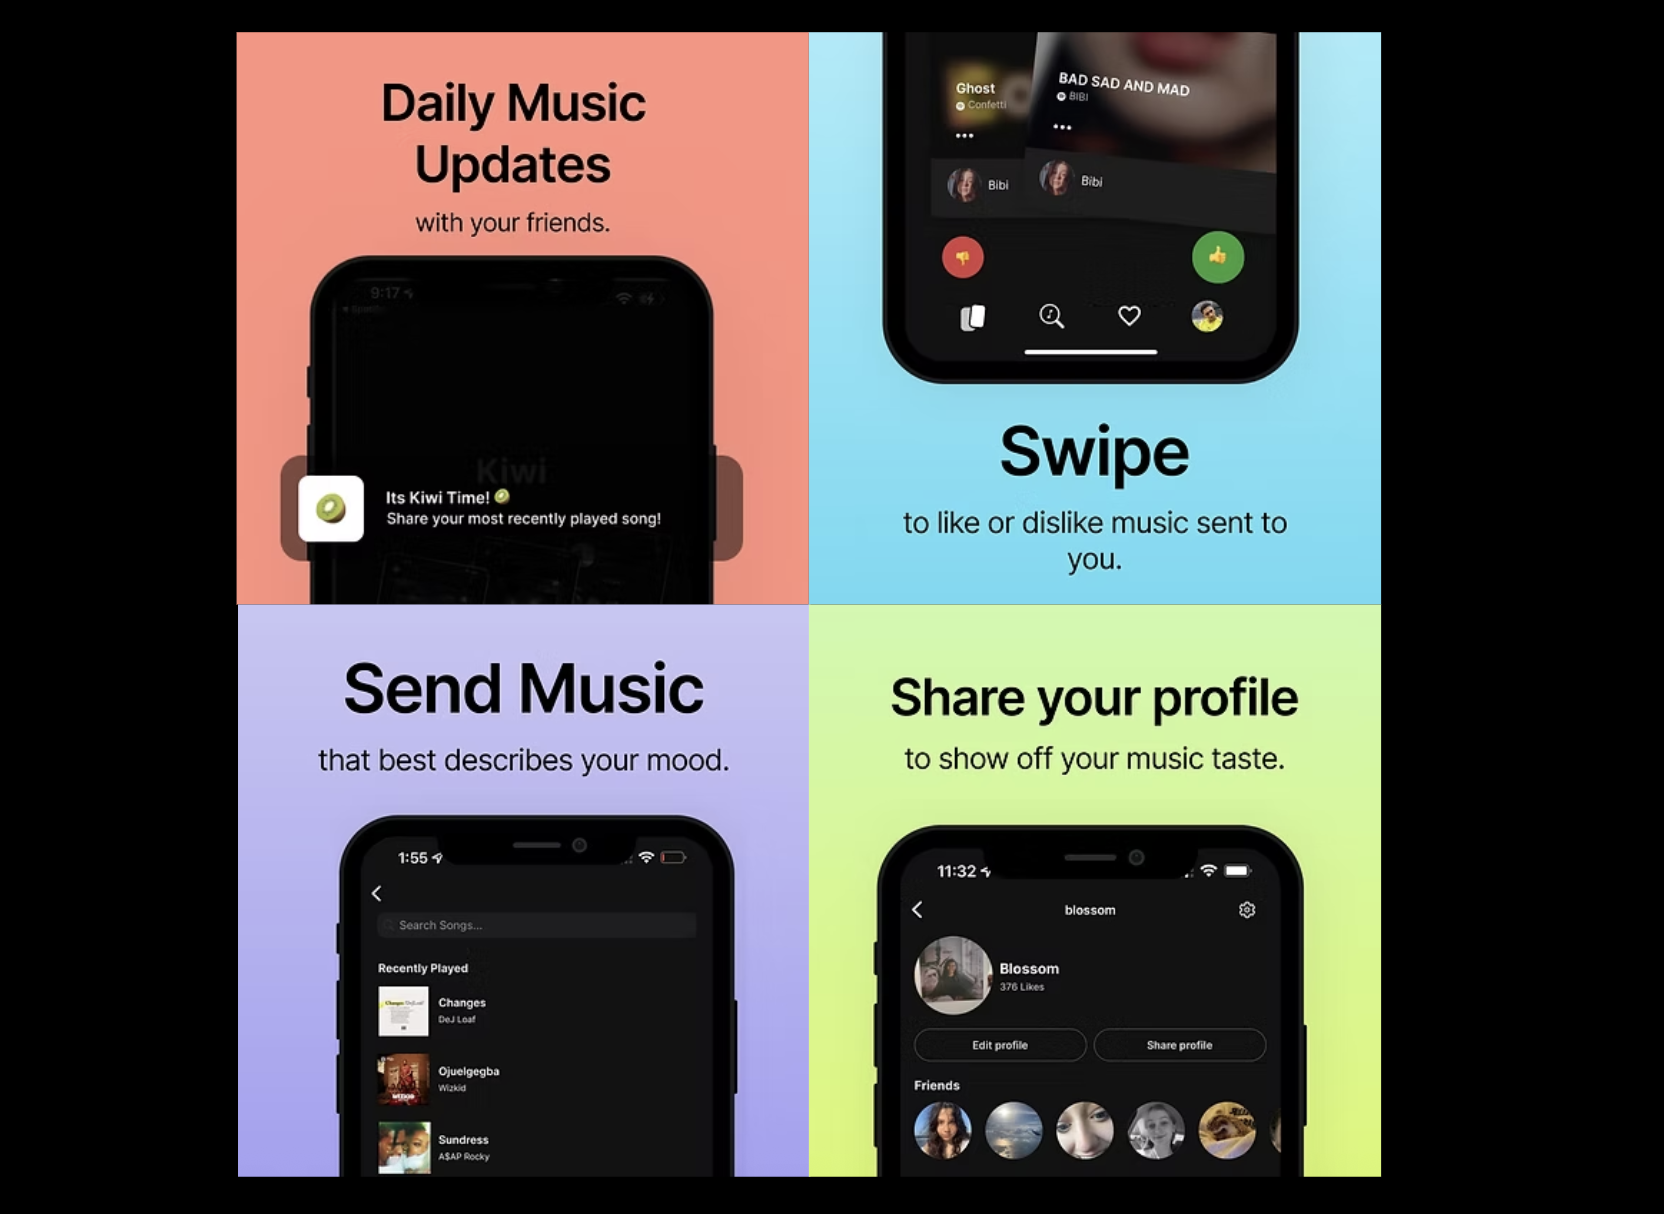 Daily Music
Updates
with your friends.
9:17
Kiwi
Its Kiwi Time!
Share your most recently played song!
Ghost
Confetti
BAD SAD AND MAD
BIBI
Bibi
Bibi
Swipe
to like or dislike music sent to
you.
Send Music
that best describes your mood.
1:55
Search Songs...
Recently Played
Changes
DeJ Loaf
Ojuelgegba
Wizkid
Sundress
A$AP Rocky
Share your profile
to show off your music taste.
11:32
blossom
Blossom
376 Likes
Edit profile
Share profile
Friends